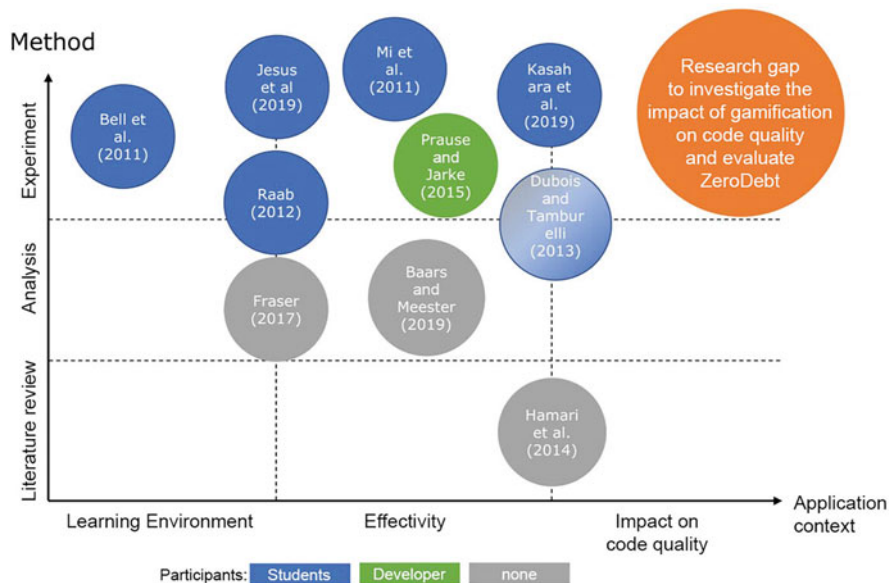 Method
Experiment
Analysis
Literature review
Bell et
al.
(2011)
Jesus et
al
(2019)
Raab
(2012)
Fraser
(2017)
Mi et
al.
(2011)
Prause
and
Jarke
(2015)
Baars
and
Meester
(2019)
Kasah
ara et
al.
(2019)
Dubois
and
Tambur
elli
(2013)
Hamari
et al.
(2014)
Research gap
to investigate the
impact of gamification
on code quality
and evaluate
ZeroDebt
Learning Environment
Effectivity
Impact on
code quality
Application
context
Participants: Students Developer none